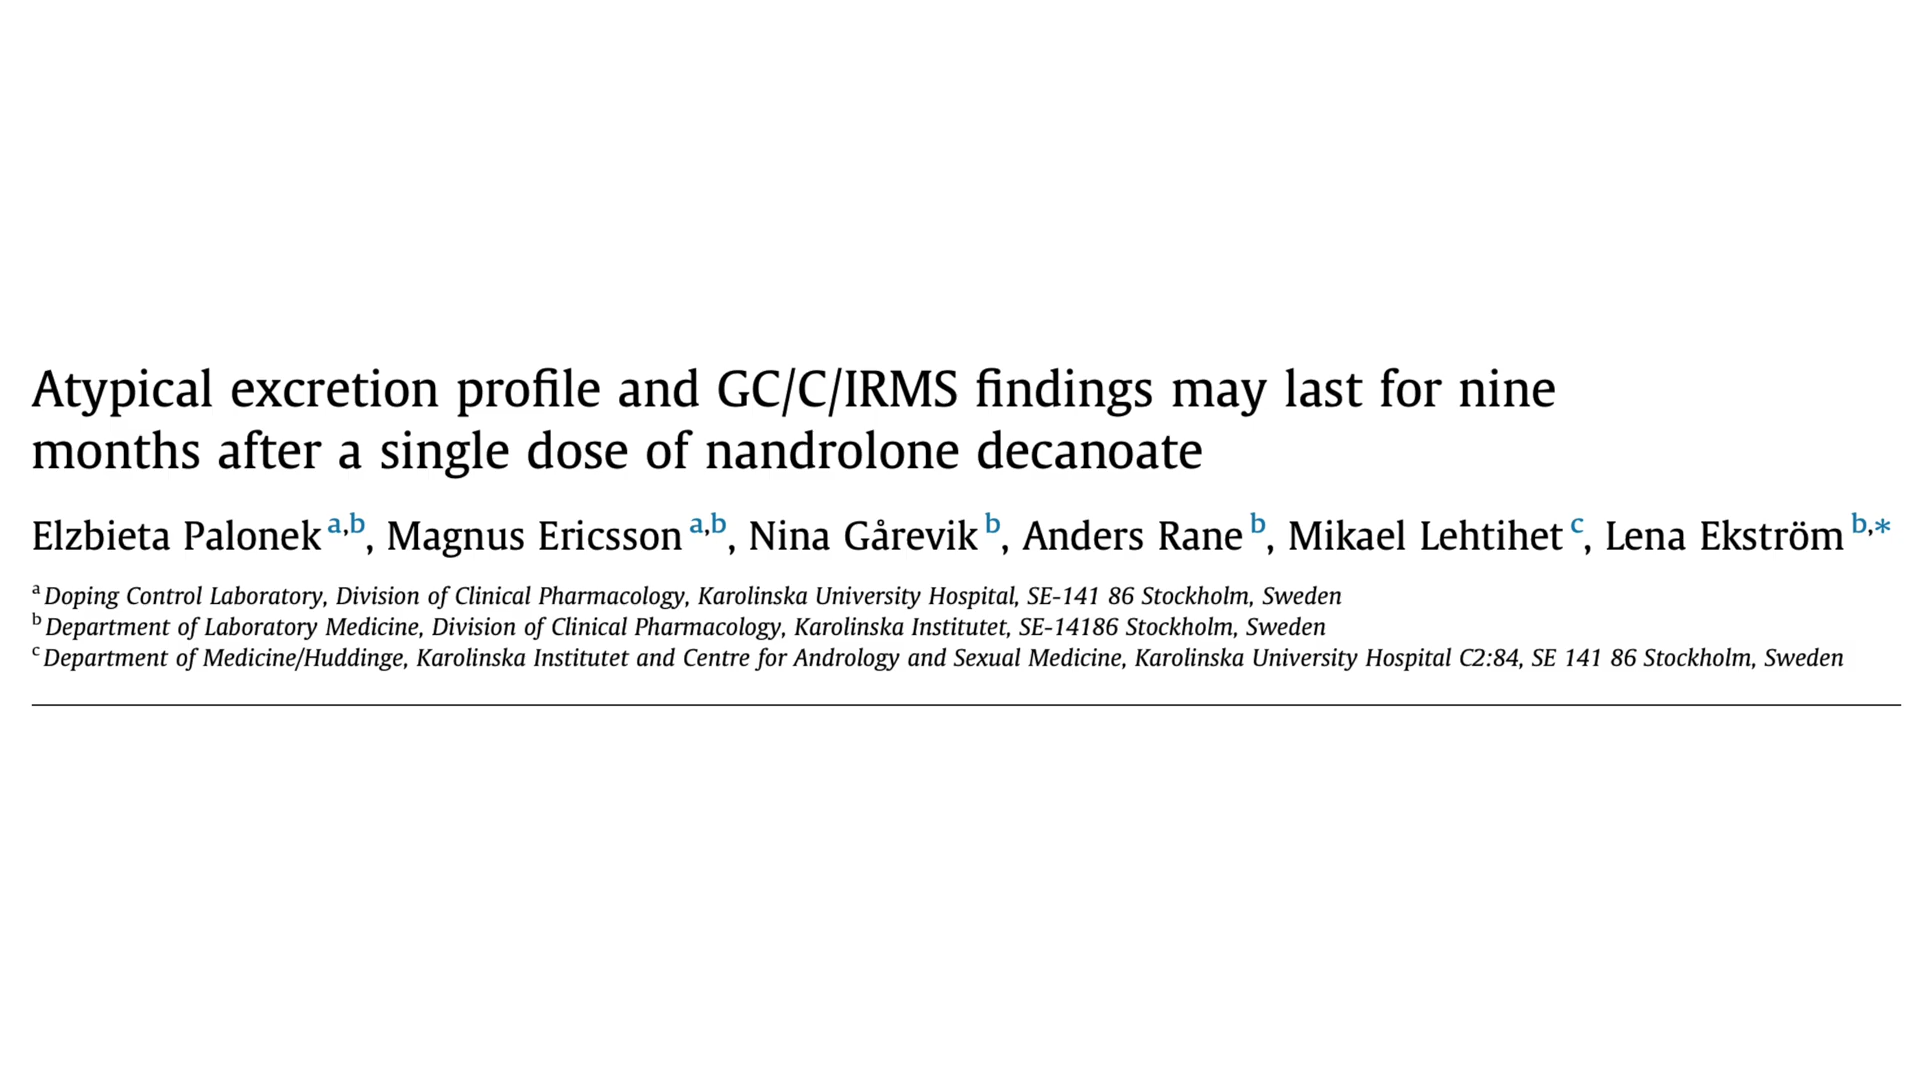 Atypical excretion profile and GC/C/IRMS findings may last for nine
months after a single dose of nandrolone decanoate
Elzbieta Palonek a,b, Magnus Ericsson a,b, Nina Gårevik b, Anders Rane b, Mikael Lehtihet c, Lena Ekström b,*
a Doping Control Laboratory, Division of Clinical Pharmacology, Karolinska University Hospital, SE-141 86 Stockholm, Sweden
b Department of Laboratory Medicine, Division of Clinical Pharmacology, Karolinska Institutet, SE-14186 Stockholm, Sweden
c Department of Medicine/Huddinge, Karolinska Institutet and Centre for Andrology and Sexual Medicine, Karolinska University Hospital C2:84, SE 141 86 Stockholm, Sweden